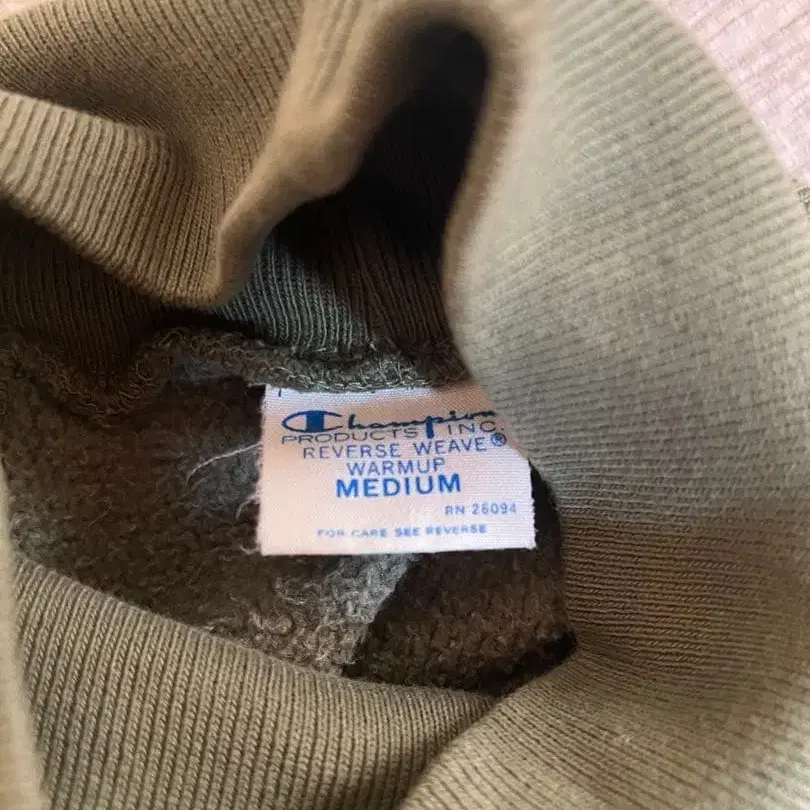 Champion
PRODUCTS INC.
REVERSE WEAVE®
WARMUP
MEDIUM
RN 26094
FOR CARE SEE REVERSE